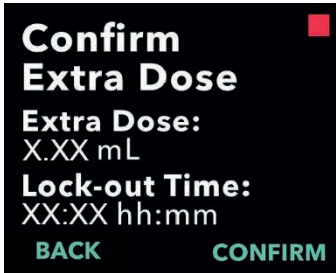 Confirm
Extra Dose
Extra Dose:
X.XX mL
Lock-out Time:
XX:XX hh:mm
BACK CONFIRM